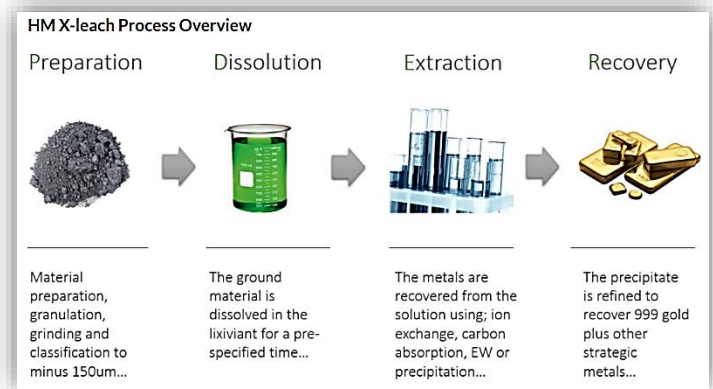 HM X-leach Process Overview
Preparation
Dissolution
Extraction
Recovery
Material
preparation,
granulation,
grinding and
classification to
minus 150um...
The ground
material is
dissolved in the
lixiviant for a pre-
specified time...
The metals are
recovered from the
solution using; ion
exchange, carbon
absorption, EW or
precipitation...
The precipitate
is refined to
recover 999 gold
plus other
strategic
metals...